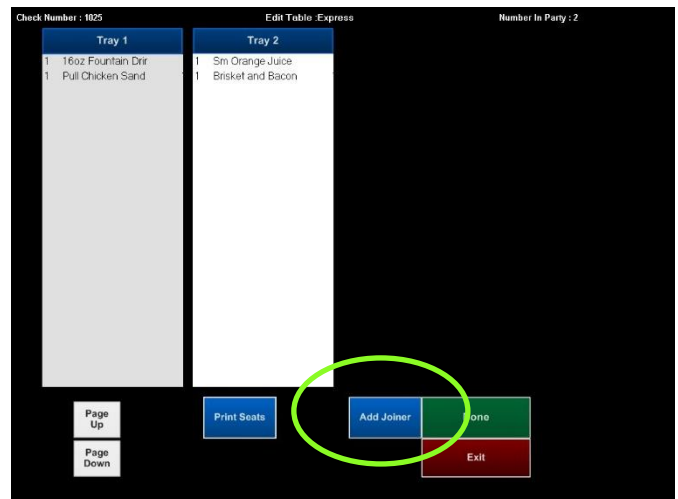 Check Number : 1025 Edit Table :Express Number In Party : 2
Tray 1 Tray 2
1 16oz Fountain Drir 1 Sm Orange Juice
1 Pull Chicken Sand 1 Brisket and Bacon
Page Up Print Seats Add Joiner Done
Page Down Exit